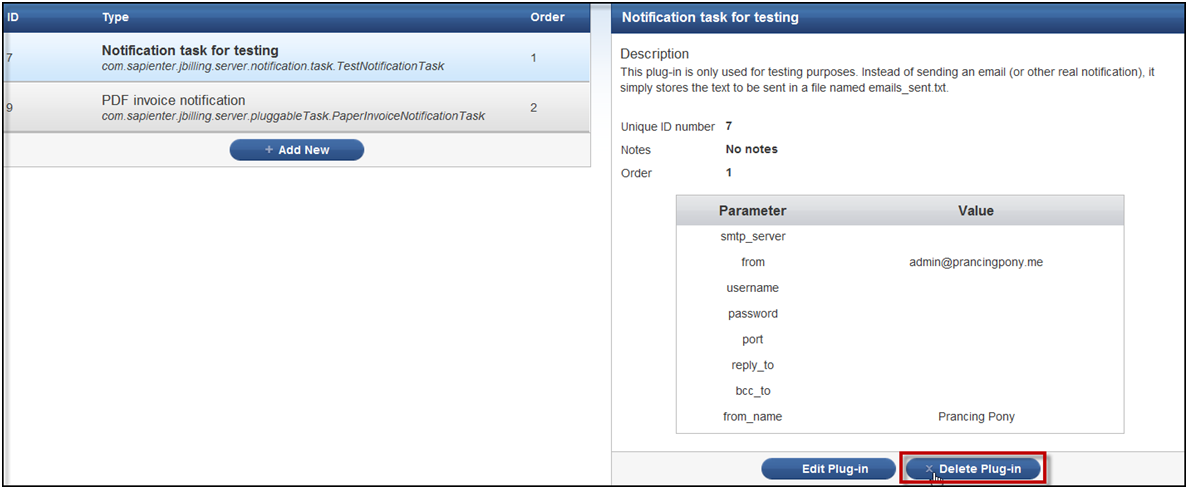 ID Type Order
7 Notification task for testing 1
com.sapienter.jbilling.server.notification.task.TestNotificationTask
9 PDF invoice notification 2
com.sapienter.jbilling.server.pluggableTask.PaperInvoiceNotificationTask
+ Add New
Notification task for testing
Description
This plug-in is only used for testing purposes. Instead of sending an email (or other real notification), it
simply stores the text to be sent in a file named emails_sent.txt.
Unique ID number 7
Notes No notes
Order 1
Parameter Value
smtp_server
from admin@prancingpony.me
username
password
port
reply_to
bcc_to
from_name Prancing Pony
Edit Plug-in x Delete Plug-in